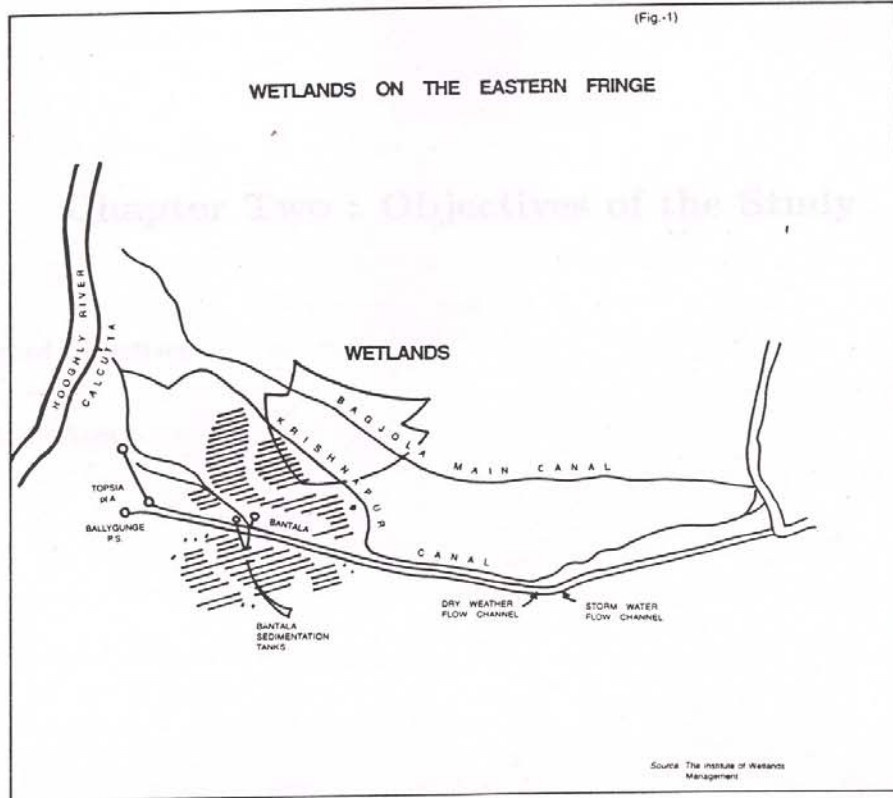 (Fig.-1)
WETLANDS ON THE EASTERN FRINGE
Chapter Two : Objectives of the Study
HOOGHLY RIVER
CALCUTTA
WETLANDS
BAGJOLA MAIN CANAL
KRISHNAPUR CANAL
TOPSIA
pt A
BALLYGUNGE
P.S.
BANTALA
BANTALA
SEDIMENTATION
TANKS
DRY WEATHER
FLOW CHANNEL
STORM WATER
FLOW CHANNEL
Source: The Institute of Wetlands
Management